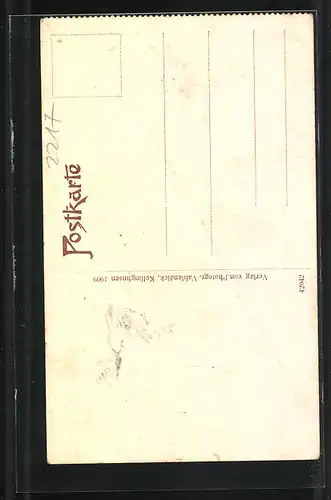 2217
Postkarte
Verlag von Photogr. Vahlendick, Kellinghusen 1909
42942